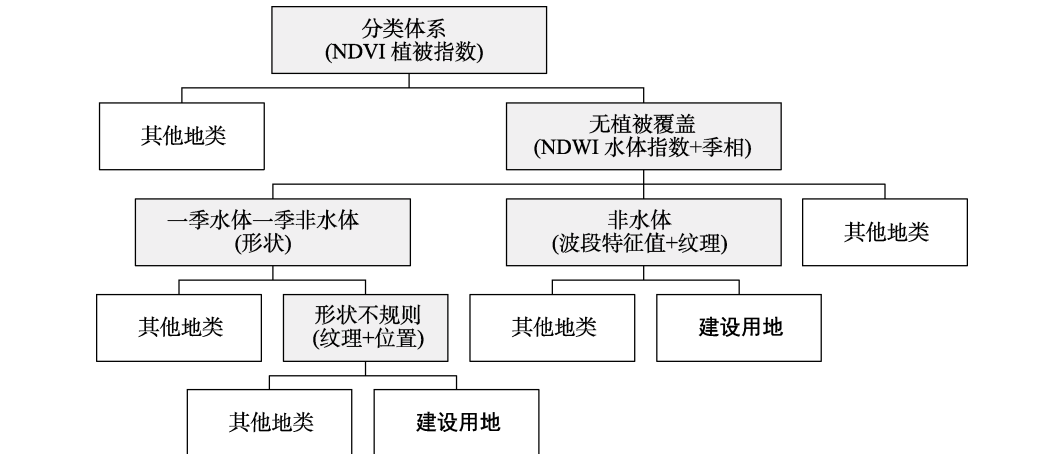 分类体系
(NDVI 植被指数)
其他地类
无植被覆盖
(NDWI 水体指数+季相)
一季水体一季非水体
(形状)
非水体
(波段特征值+纹理)
其他地类
其他地类
形状不规则
(纹理+位置)
其他地类
建设用地
其他地类
建设用地